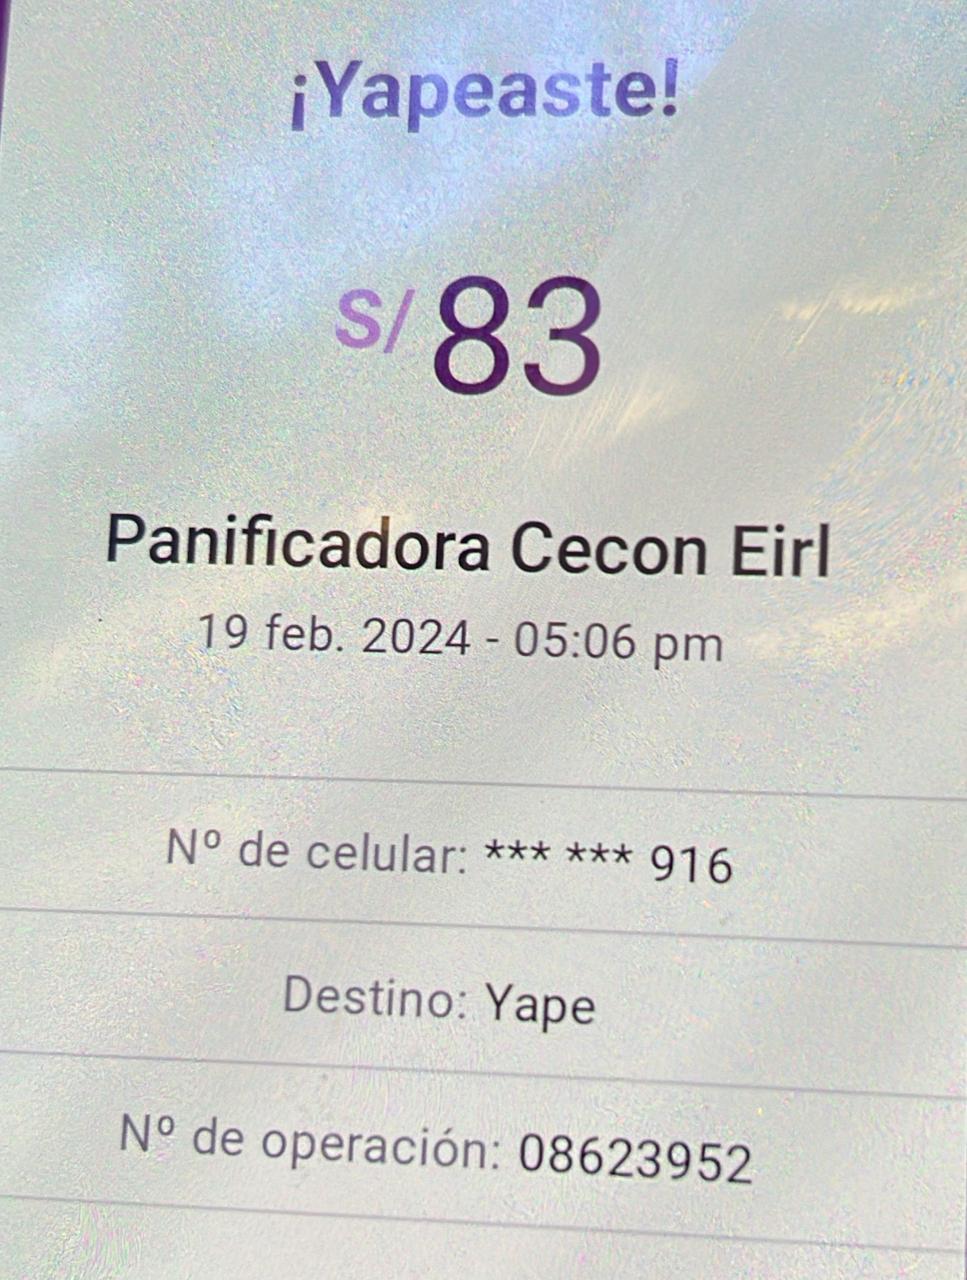 ¡Yapeaste!
S/ 83
Panificadora Cecon Eirl
19 feb. 2024 - 05:06 pm
Nº de celular: *** *** 916
Destino: Yape
Nº de operación: 08623952